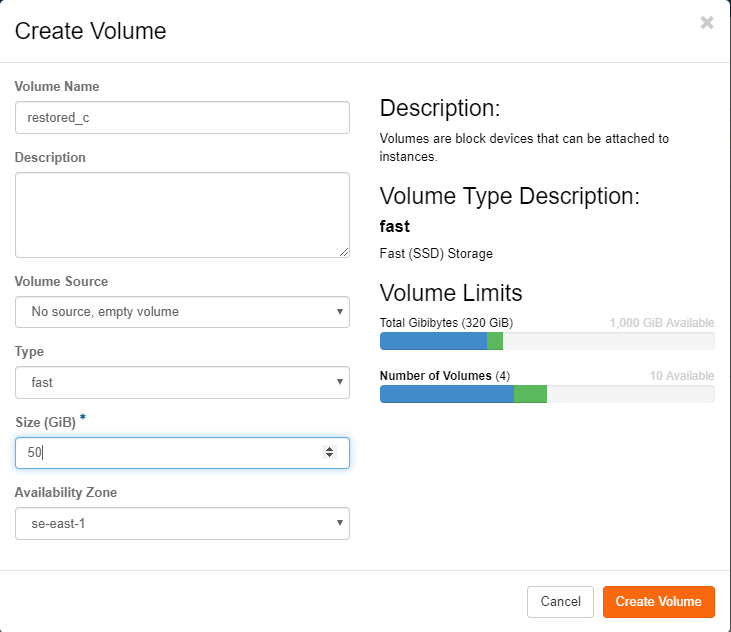 Create Volume
Volume Name
restored_c
Description
Volume Source
No source, empty volume
Type
fast
Size (GiB) *
50
Availability Zone
se-east-1
Description:
Volumes are block devices that can be attached to
instances.
Volume Type Description:
fast
Fast (SSD) Storage
Volume Limits
Total Gibibytes (320 GiB) 1,000 GiB Available
Number of Volumes (4) 10 Available
Cancel Create Volume